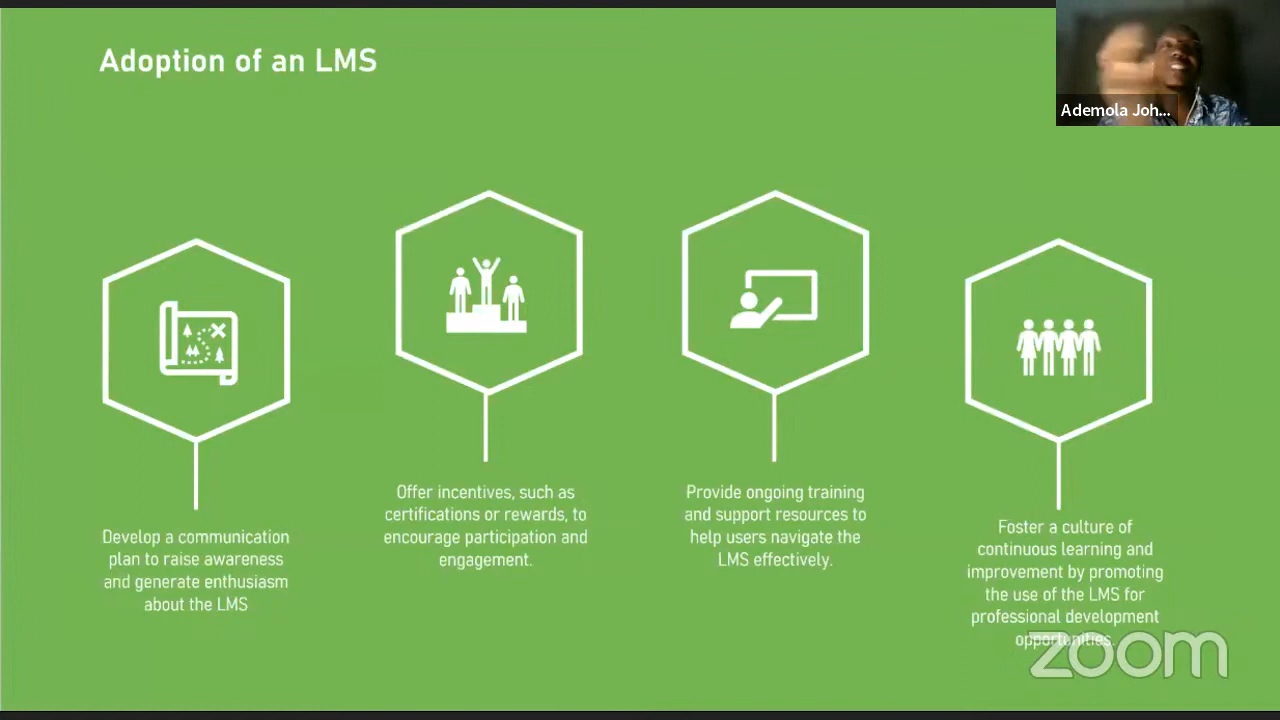 Adoption of an LMS
Ademola Joh...
Develop a communication
plan to raise awareness
and generate enthusiasm
about the LMS
Offer incentives, such as
certifications or rewards, to
encourage participation and
engagement.
Provide ongoing training
and support resources to
help users navigate the
LMS effectively.
Foster a culture of
continuous learning and
improvement by promoting
the use of the LMS for
professional development
opportunities.
zoom